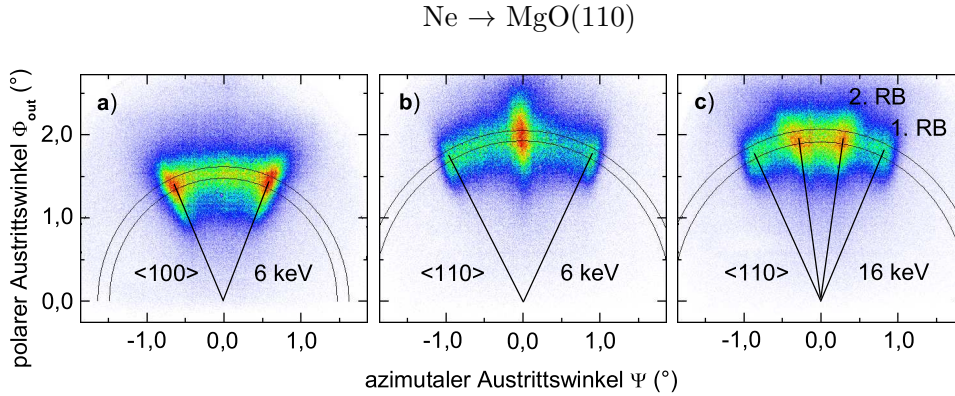 Ne → MgO(110)
a) b) c)
2. RB
1. RB
polarer Austrittswinkel Φout (°)
2,0
1,0
0,0
<100> 6 keV <110> 6 keV <110> 16 keV
-1,0 0,0 1,0 -1,0 0,0 1,0 -1,0 0,0 1,0
azimutaler Austrittswinkel Ψ (°)